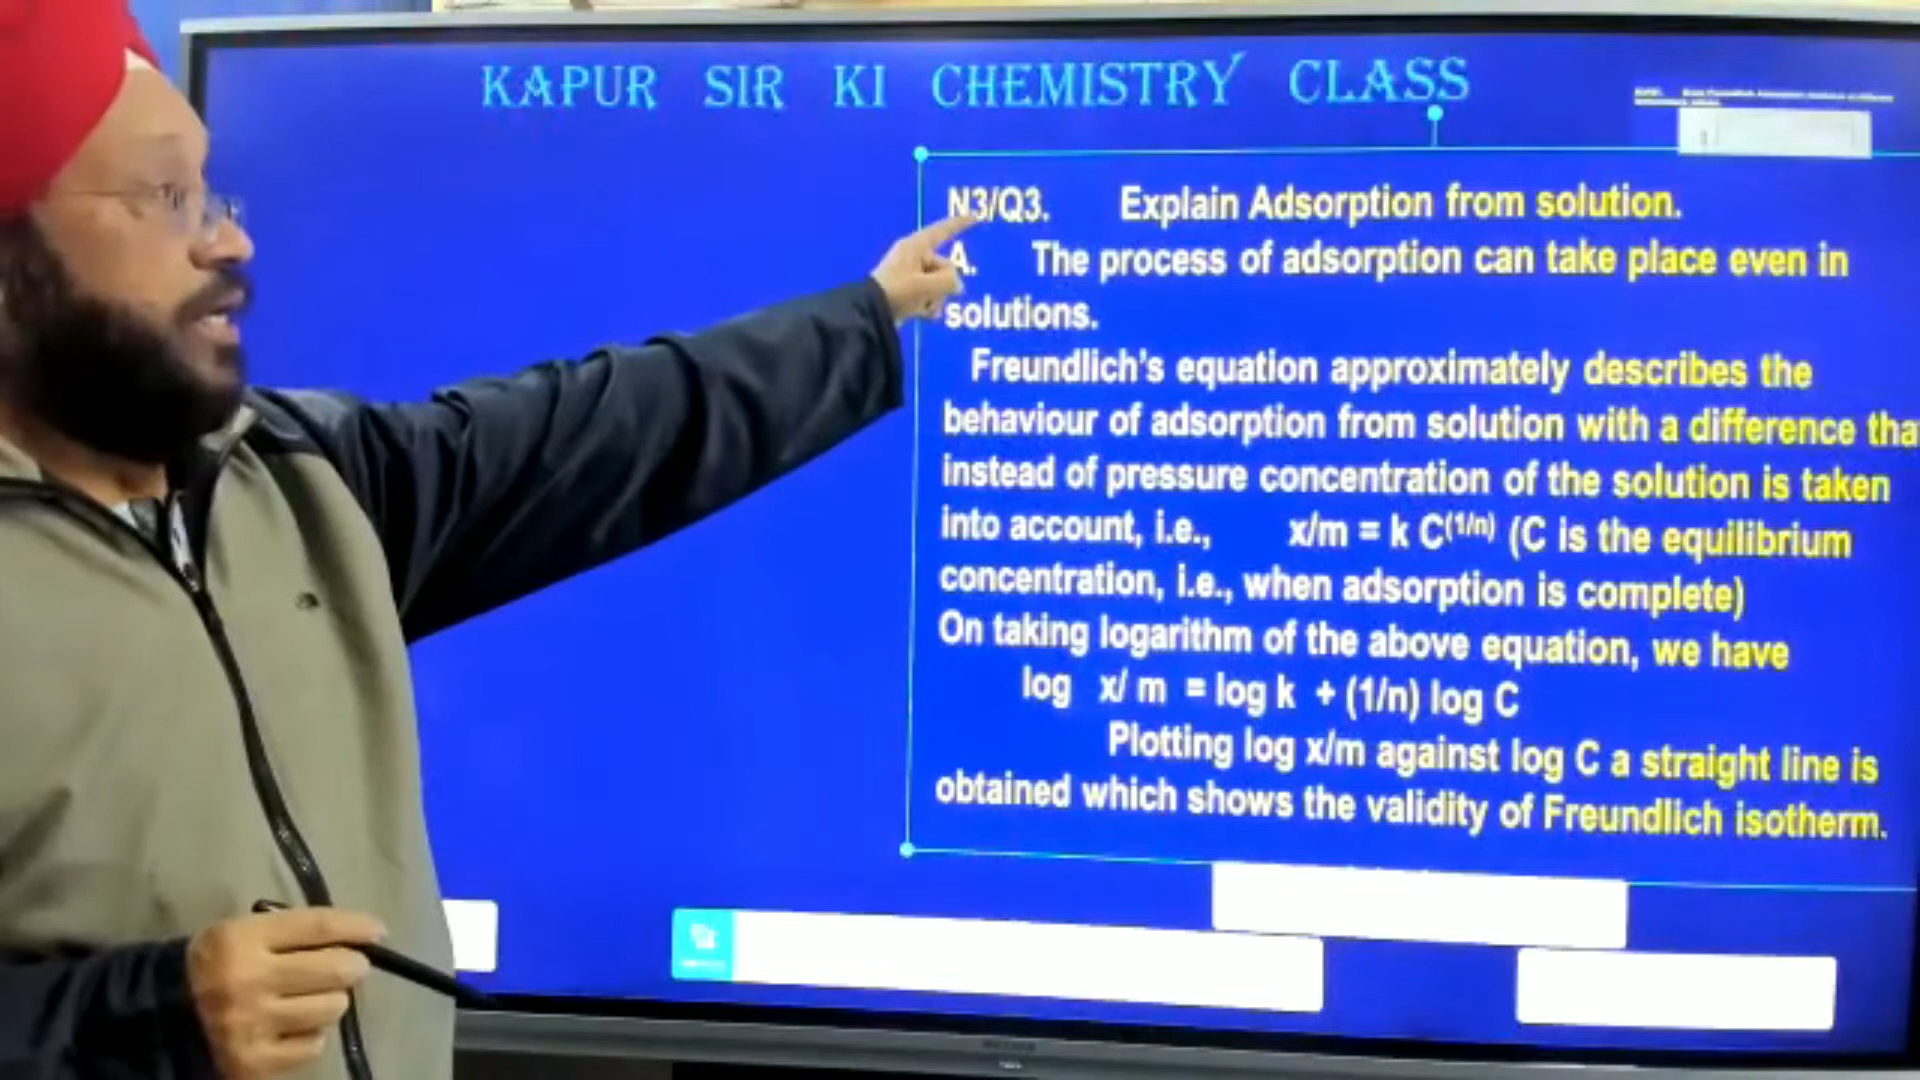 KAPUR SIR KI CHEMISTRY CLASS
N3/Q3. Explain Adsorption from solution.
A. The process of adsorption can take place even in
solutions.
Freundlich's equation approximately describes the
behaviour of adsorption from solution with a difference tha
instead of pressure concentration of the solution is taken
into account, i.e., x/m = k C(1/n) (C is the equilibrium
concentration, i.e., when adsorption is complete)
On taking logarithm of the above equation, we have
log x/ m = log k + (1/n) log C
Plotting log x/m against log C a straight line is
obtained which shows the validity of Freundlich isotherm.